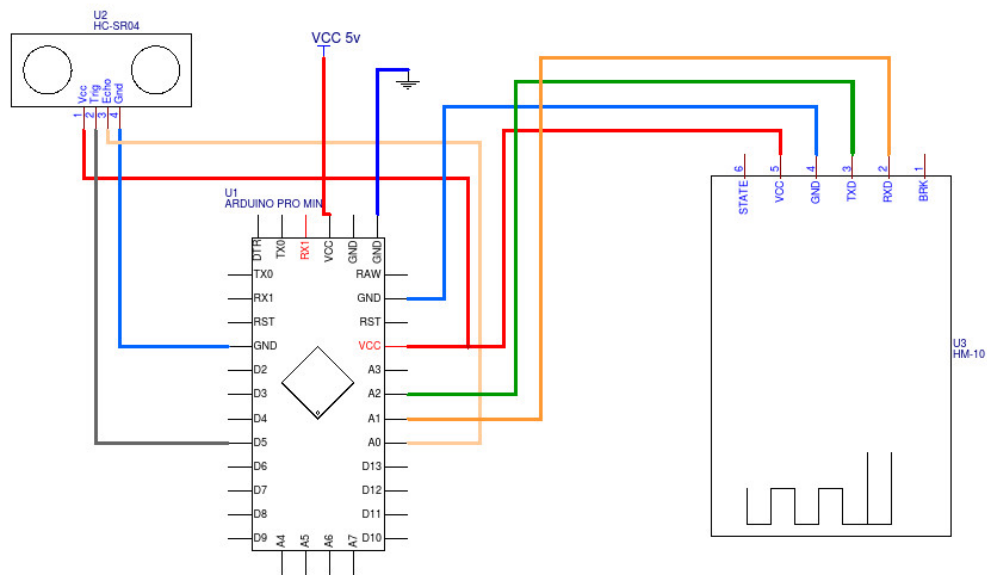 U2
HC-SR04
VCC 5v
Vcc
Trig
Echo
Gnd
1
2
3
4
U1
ARDUINO PRO MIN
DTR
TX0
RX1
VCC
GND
GND
TX0
RX1
RST
GND
D2
D3
D4
D5
D6
D7
D8
D9
RAW
GND
RST
VCC
A3
A2
A1
A0
D13
D12
D11
D10
A4
A5
A6
A7
6
5
4
3
2
1
STATE
VCC
GND
TXD
RXD
BRK
U3
HM-10